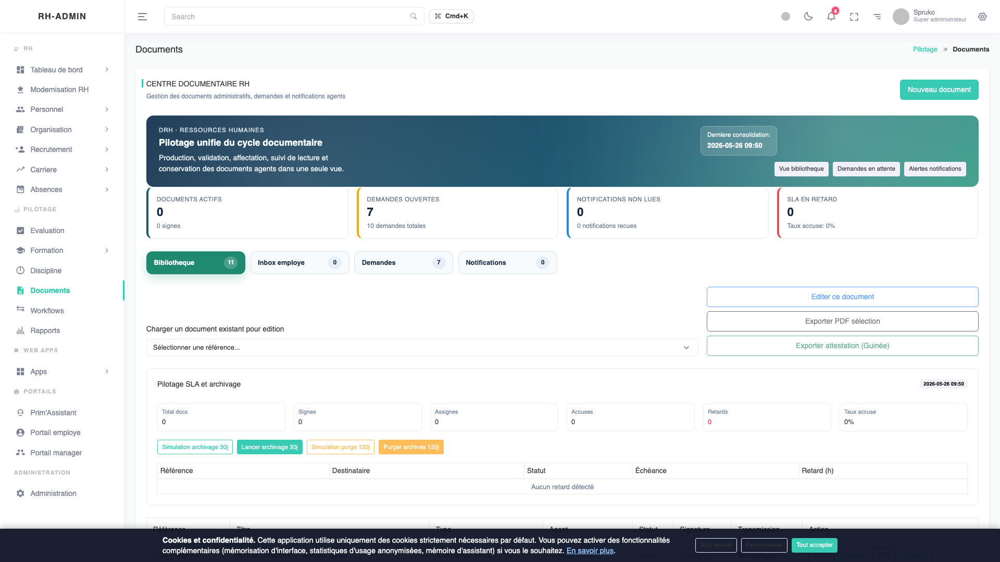 RH-ADMIN
Search
Cmd+K
4
Spruko
Super administrateur
RH
Tableau de bord
Modernisation RH
Personnel
Organisation
Recrutement
Carriere
Absences
PILOTAGE
Evaluation
Formation
Discipline
Documents
Workflows
Rapports
WEB APPS
Apps
PORTAILS
Prim'Assistant
Portail employe
Portail manager
ADMINISTRATION
Administration
Documents
Pilotage » Documents
CENTRE DOCUMENTAIRE RH
Gestion des documents administratifs, demandes et notifications agents
Nouveau document
DRH · RESSOURCES HUMAINES
Pilotage unifie du cycle documentaire
Production, validation, affectation, suivi de lecture et
conservation des documents agents dans une seule vue.
Derniere consolidation:
2026-05-26 09:50
Vue bibliotheque
Demandes en attente
Alertes notifications
DOCUMENTS ACTIFS
0
0 signes
DEMANDES OUVERTES
7
10 demandes totales
NOTIFICATIONS NON LUES
0
0 notifications recues
SLA EN RETARD
0
Taux accuse: 0%
Bibliotheque 11
Inbox employe 0
Demandes 7
Notifications 0
Charger un document existant pour edition
Sélectionner une référence...
Editer ce document
Exporter PDF sélection
Exporter attestation (Guinée)
Pilotage SLA et archivage
2026-05-26 09:50
Total docs
0
Signes
0
Assignes
0
Accuses
0
Retards
0
Taux accuse
0%
Simulation archivage 30j
Lancer archivage 30j
Simulation purge 120j
Purger archives 120j
Référence Destinataire Statut Échéance Retard (h)
Aucun retard détecté
Référence Titre Type Agent Statut Signature Transmission Action
Cookies et confidentialité. Cette application utilise uniquement des cookies strictement nécessaires par défaut. Vous pouvez activer des fonctionnalités
complémentaires (mémorisation d'interface, statistiques d'usage anonymisées, mémoire d'assistant) si vous le souhaitez. En savoir plus.
Tout refuser
Personnaliser
Tout accepter